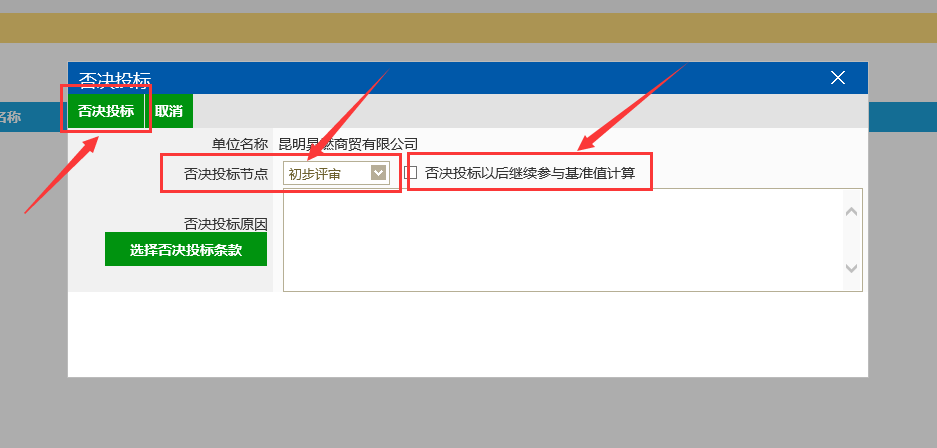 否决投标
否决投标 取消
名称
单位名称 昆明昊燃商贸有限公司
否决投标节点 初步评审 否决投标以后继续参与基准值计算
否决投标原因
选择否决投标条款